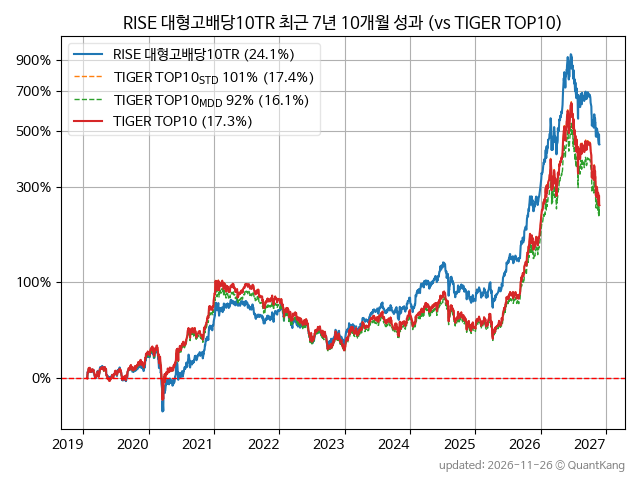 RISE 대형고배당10TR 최근 7년 10개월 성과 (vs TIGER TOP10)
900%
700%
500%
300%
100%
0%
RISE 대형고배당10TR (24.1%)
TIGER TOP10STD 101% (17.4%)
TIGER TOP10MDD 92% (16.1%)
TIGER TOP10 (17.3%)
2019 2020 2021 2022 2023 2024 2025 2026 2027
updated: 2026-11-26 © QuantKang